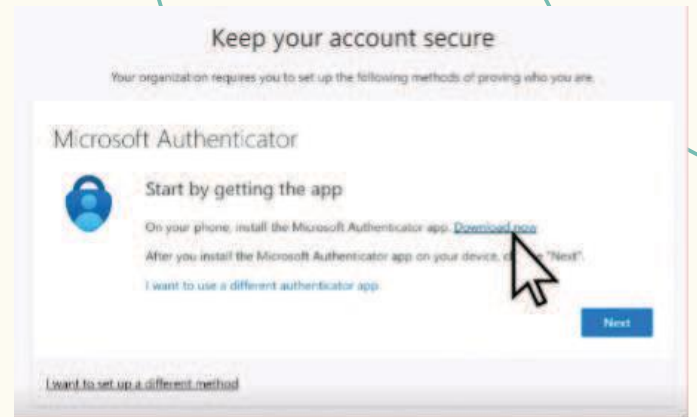 Keep your account secure
Your organization requires you to set up the following methods of proving who you are.
Microsoft Authenticator
Start by getting the app
On your phone, install the Microsoft Authenticator app. Download now
After you install the Microsoft Authenticator app on your device, "Next".
I want to use a different authenticator app
Next
I want to set up a different method